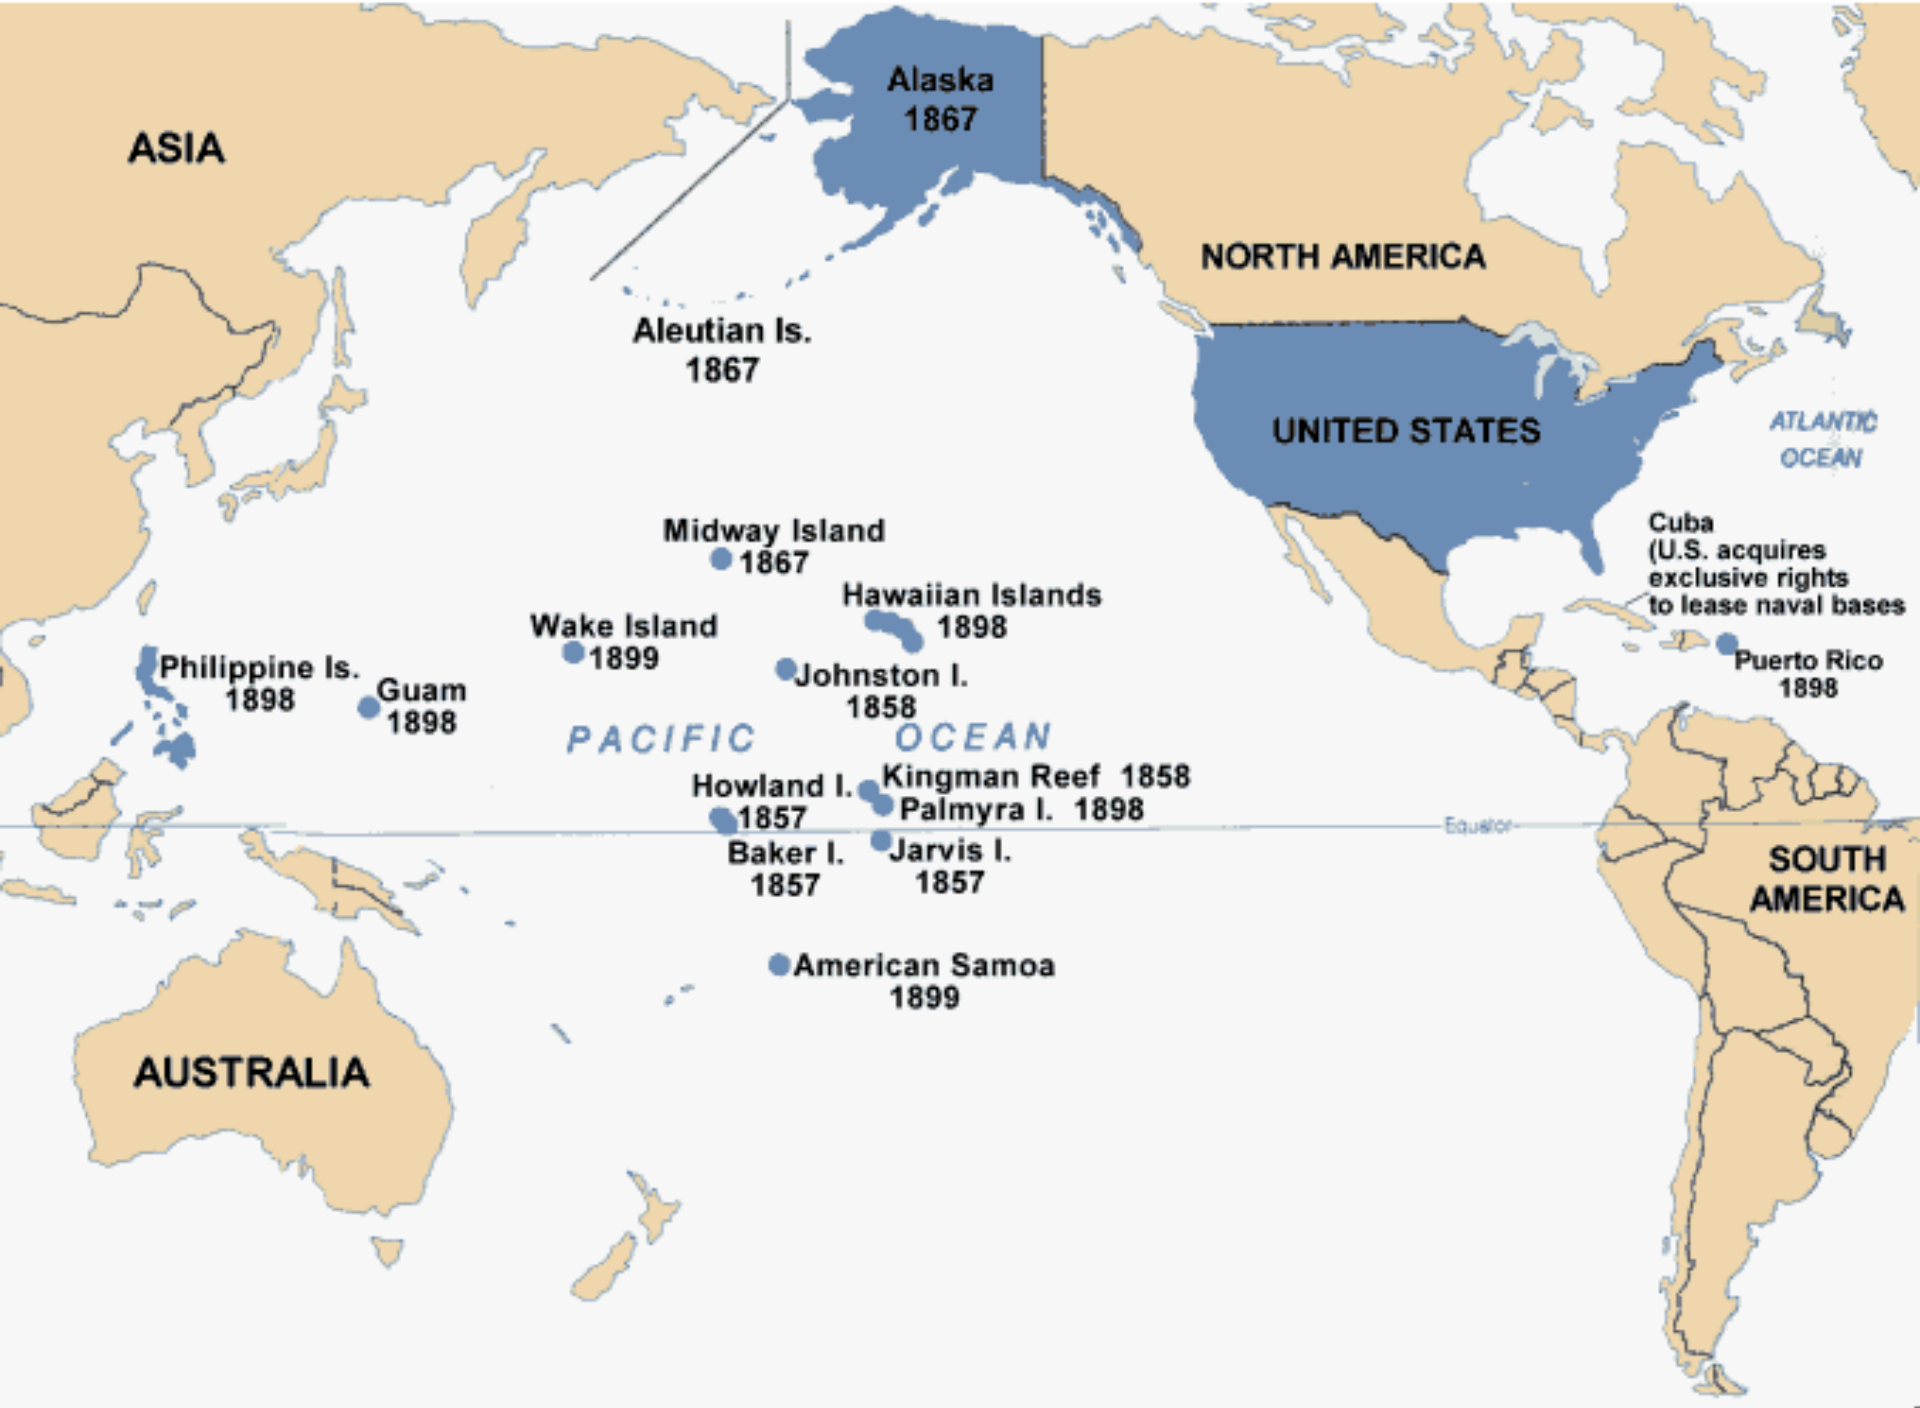 Alaska
1867
ASIA
NORTH AMERICA
Aleutian Is.
1867
UNITED STATES
ATLANTIC
OCEAN
Midway Island
1867
Cuba
(U.S. acquires
exclusive rights
to lease naval bases
Hawaiian Islands
1898
Wake Island
1899
Philippine Is.
1898
Guam
1898
Johnston I.
1858
Puerto Rico
1898
PACIFIC OCEAN
Howland I.
1857
Kingman Reef 1858
Palmyra I. 1898
Equator
Baker I.
1857
Jarvis I.
1857
SOUTH
AMERICA
American Samoa
1899
AUSTRALIA